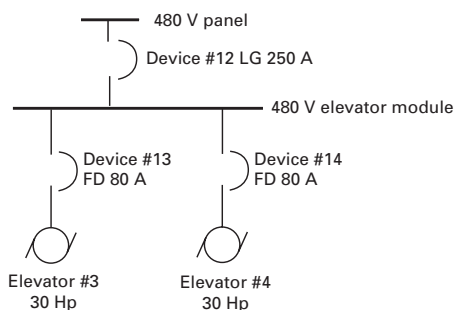 480 V panel
Device #12 LG 250 A
480 V elevator module
Device #13
FD 80 A
Device #14
FD 80 A
Elevator #3
30 Hp
Elevator #4
30 Hp